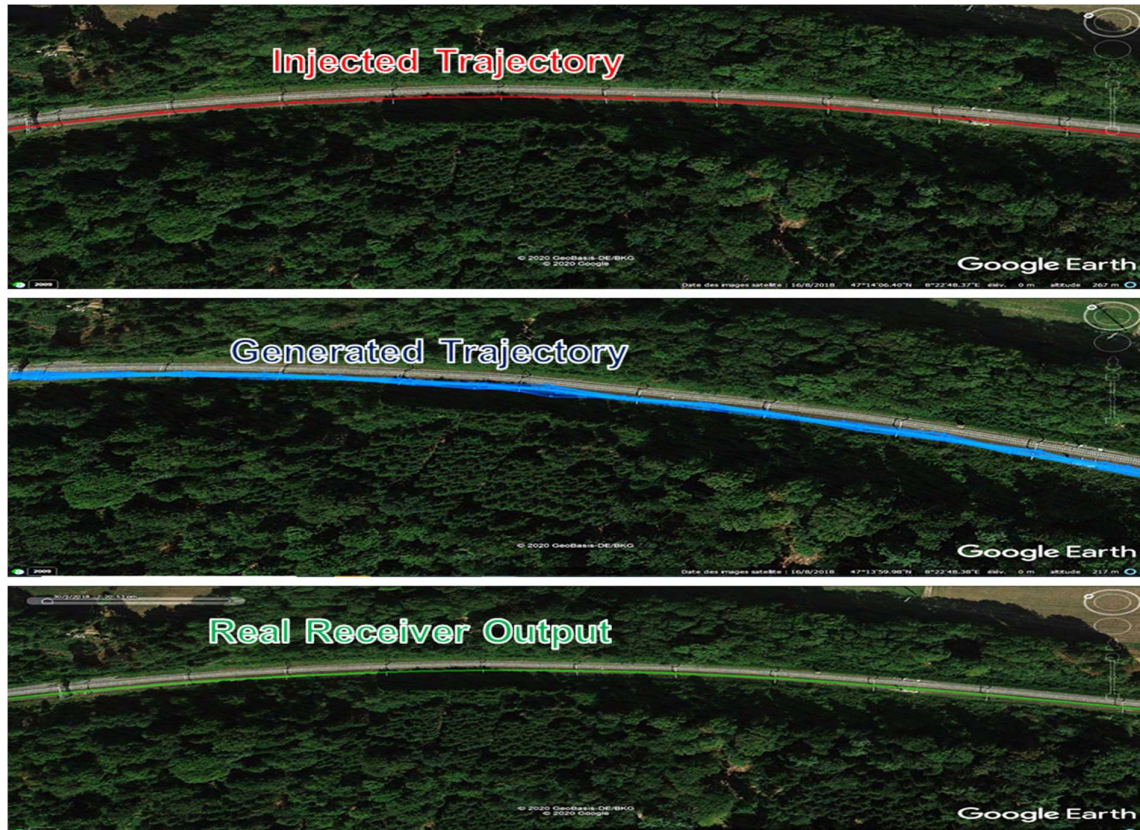 Injected Trajectory
© 2020 GeoBasis-DE/BKG
© 2020 Google
Google Earth
2009
Date des images satellite : 16/8/2018 47°14'06.40"N 8°22'48.37"E élév. 0 m altitude 267 m
Generated Trajectory
© 2020 GeoBasis-DE/BKG
Google Earth
2009
Date des images satellite : 16/8/2018 47°13'59.98"N 8°22'48.38"E élév. 0 m altitude 217 m
Real Receiver Output
© 2020 GeoBasis-DE/BKG
© 2020 Google
Google Earth